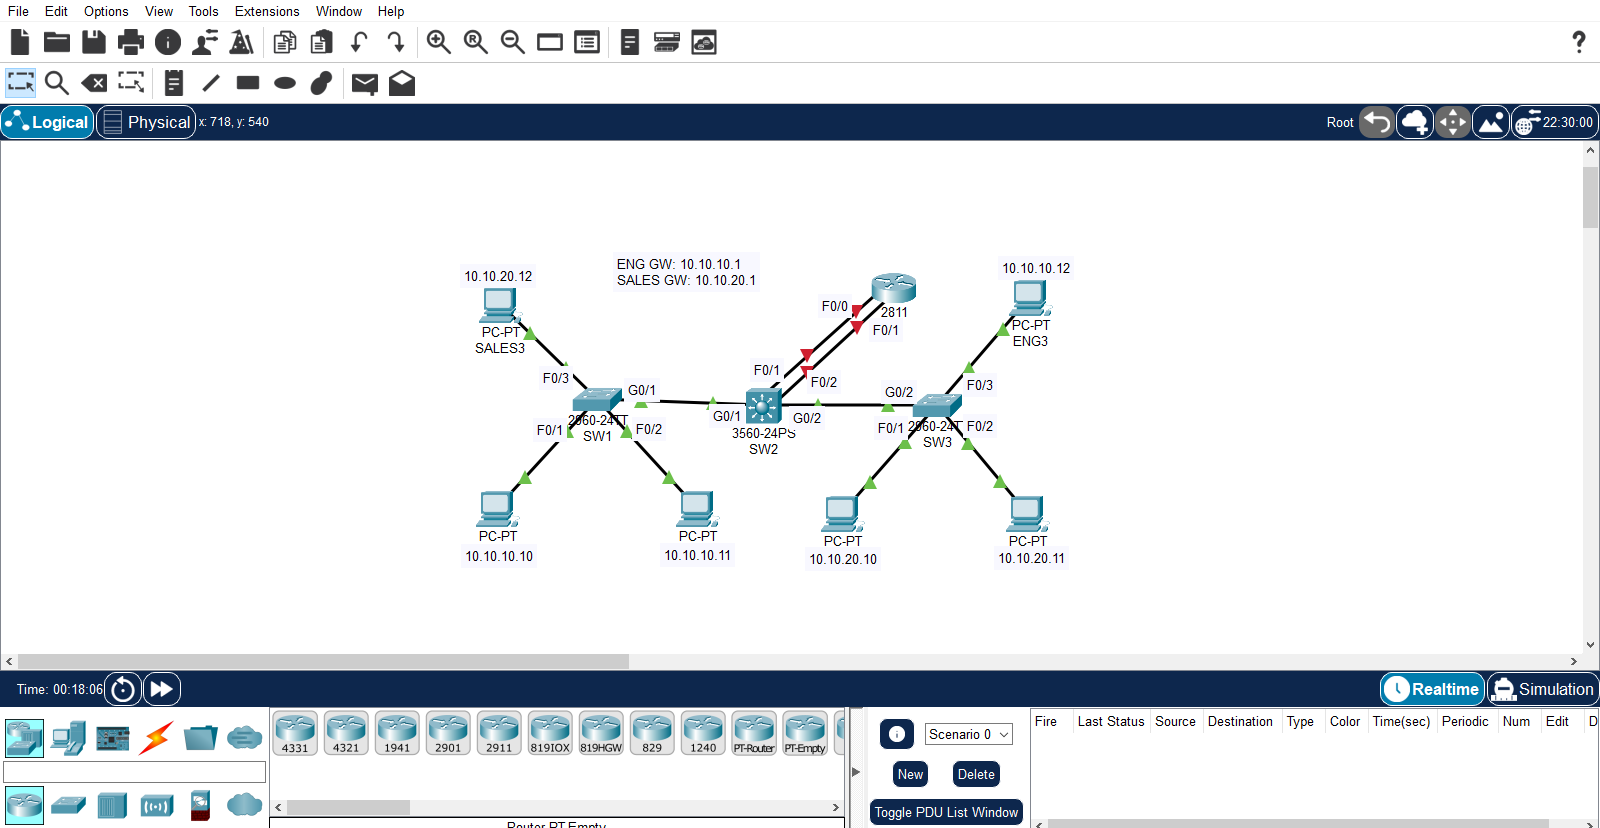 File Edit Options View Tools Extensions Window Help
Logical Physical x: 718, y: 540 Root 22:30:00
ENG GW: 10.10.10.1
SALES GW: 10.10.20.1
10.10.20.12
PC-PT
SALES3
10.10.10.12
PC-PT
ENG3
F0/0
2811
F0/1
F0/1
F0/2
F0/3
G0/1
G0/1
3560-24PS
SW2
G0/2
G0/2
F0/3
F0/1
2960-24TT
SW1
F0/2
F0/1
2960-24T
SW3
F0/2
PC-PT
10.10.10.10
PC-PT
10.10.10.11
PC-PT
10.10.20.10
PC-PT
10.10.20.11
Time: 00:18:06 Realtime Simulation
4331 4321 1941 2901 2911 819IOX 819HGW 829 1240 PT-Router PT-Empty
Router PT Empty
Scenario 0
New Delete
Toggle PDU List Window
Fire Last Status Source Destination Type Color Time(sec) Periodic Num Edit D